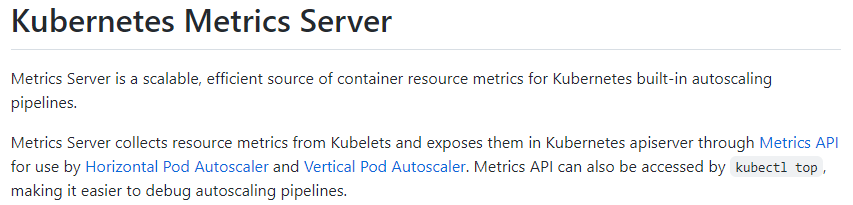 Kubernetes Metrics Server
Metrics Server is a scalable, efficient source of container resource metrics for Kubernetes built-in autoscaling
pipelines.
Metrics Server collects resource metrics from Kubelets and exposes them in Kubernetes apiserver through Metrics API
for use by Horizontal Pod Autoscaler and Vertical Pod Autoscaler. Metrics API can also be accessed by kubectl top,
making it easier to debug autoscaling pipelines.